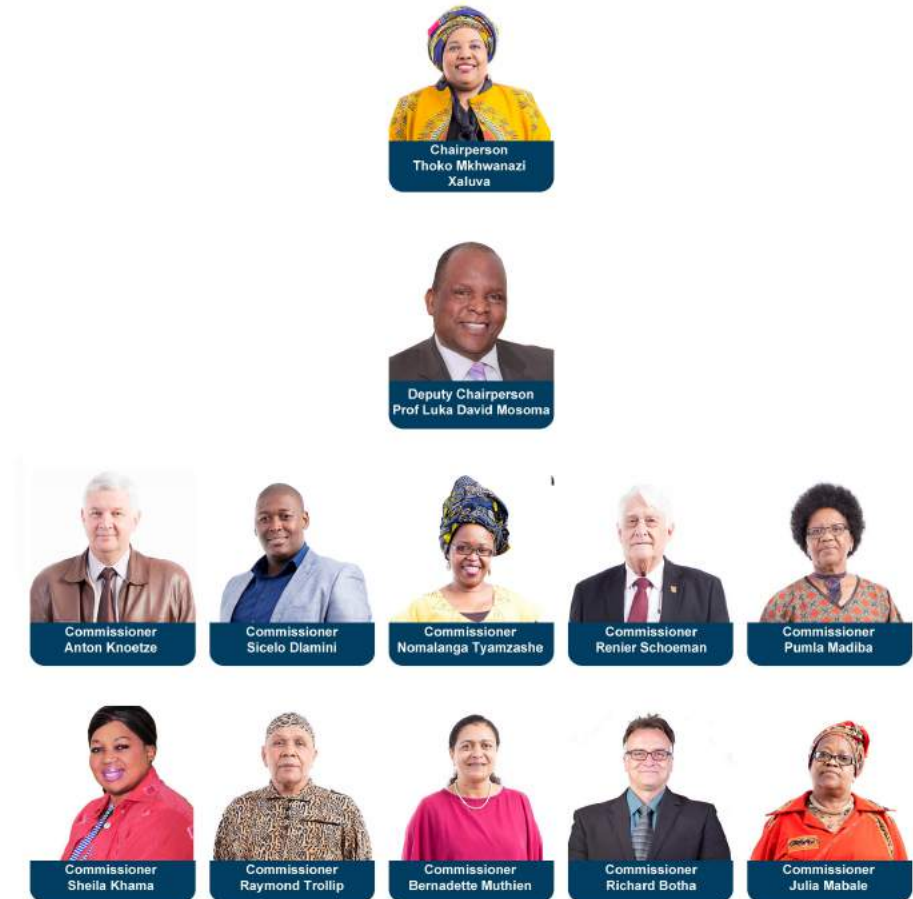 Chairperson
Thoko Mkhwanazi
Xaluva
Deputy Chairperson
Prof Luka David Mosoma
Commissioner
Anton Knoetze
Commissioner
Sicelo Dlamini
Commissioner
Nomalanga Tyamzashe
Commissioner
Renier Schoeman
Commissioner
Pumla Madiba
Commissioner
Sheila Khama
Commissioner
Raymond Trollip
Commissioner
Bernadette Muthien
Commissioner
Richard Botha
Commissioner
Julia Mabale